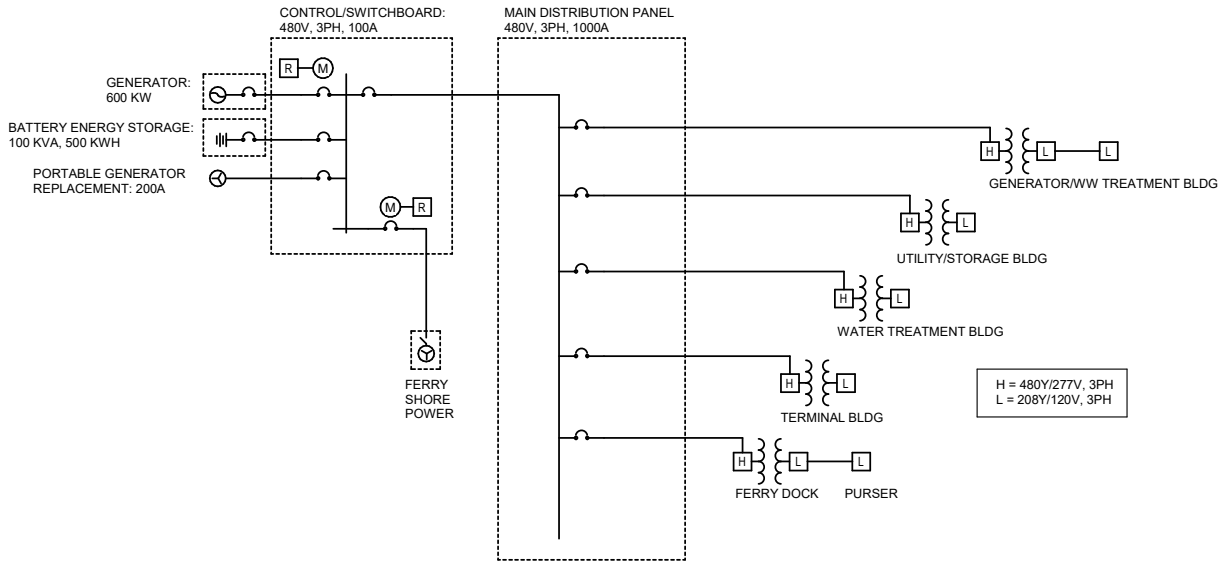 CONTROL/SWITCHBOARD:
480V, 3PH, 100A
MAIN DISTRIBUTION PANEL
480V, 3PH, 1000A
R
M
GENERATOR:
600 KW
BATTERY ENERGY STORAGE:
100 KVA, 500 KWH
PORTABLE GENERATOR
REPLACEMENT: 200A
M
R
FERRY
SHORE
POWER
H
L
L
GENERATOR/WW TREATMENT BLDG
H
L
UTILITY/STORAGE BLDG
H
L
WATER TREATMENT BLDG
H
L
TERMINAL BLDG
H = 480Y/277V, 3PH
L = 208Y/120V, 3PH
H
L
L
FERRY DOCK
PURSER